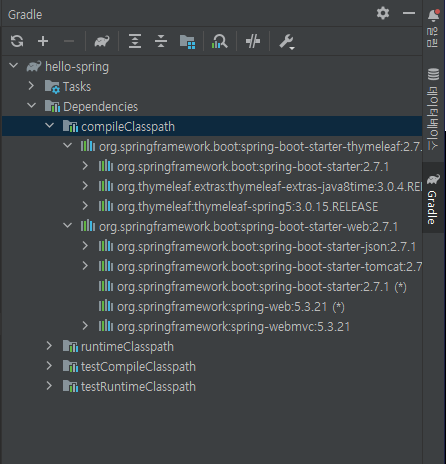 Gradle
hello-spring
Tasks
Dependencies
compileClasspath
org.springframework.boot:spring-boot-starter-thymeleaf:2.7.
org.springframework.boot:spring-boot-starter:2.7.1
org.thymeleaf.extras:thymeleaf-extras-java8time:3.0.4.REL
org.thymeleaf:thymeleaf-spring5:3.0.15.RELEASE
org.springframework.boot:spring-boot-starter-web:2.7.1
org.springframework.boot:spring-boot-starter-json:2.7.1
org.springframework.boot:spring-boot-starter-tomcat:2.7
org.springframework.boot:spring-boot-starter:2.7.1 (*)
org.springframework:spring-web:5.3.21 (*)
org.springframework:spring-webmvc:5.3.21
runtimeClasspath
testCompileClasspath
testRuntimeClasspath
알림
데이터베이스
Gradle